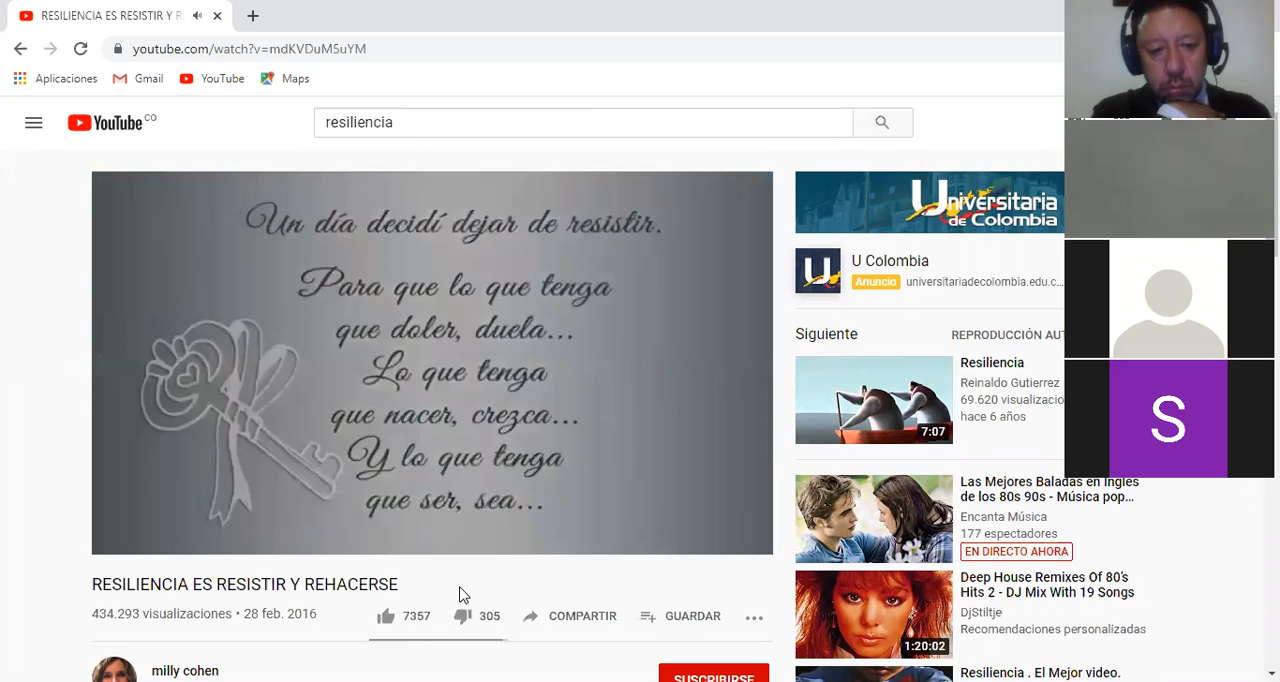 RESILIENCIA ES RESISTIR Y R
youtube.com/watch?v=mdKVDuM5uYM
Aplicaciones
Gmail
YouTube
Maps
YouTube CO
resiliencia
Un día decidí dejar de resistir.
Para que lo que tenga
que doler, duela...
Lo que tenga
que nacer, crezca...
Y lo que tenga
que ser, sea...
RESILIENCIA ES RESISTIR Y REHACERSE
434.293 visualizaciones • 28 feb. 2016
7357
305
COMPARTIR
GUARDAR
milly cohen
SUSCRIBIRSE
Universitaria
de Colombia
U
U Colombia
Anuncio universitariadecolombia.edu.c...
Siguiente
REPRODUCCIÓN AUT
7:07
Resiliencia
Reinaldo Gutierrez
69.620 visualizacio
hace 6 años
Las Mejores Baladas en Ingles
de los 80s 90s - Música pop...
Encanta Música
177 espectadores
EN DIRECTO AHORA
1:20:02
Deep House Remixes Of 80's
Hits 2 - DJ Mix With 19 Songs
DjStiltje
Recomendaciones personalizadas
Resiliencia . El Mejor video.
S